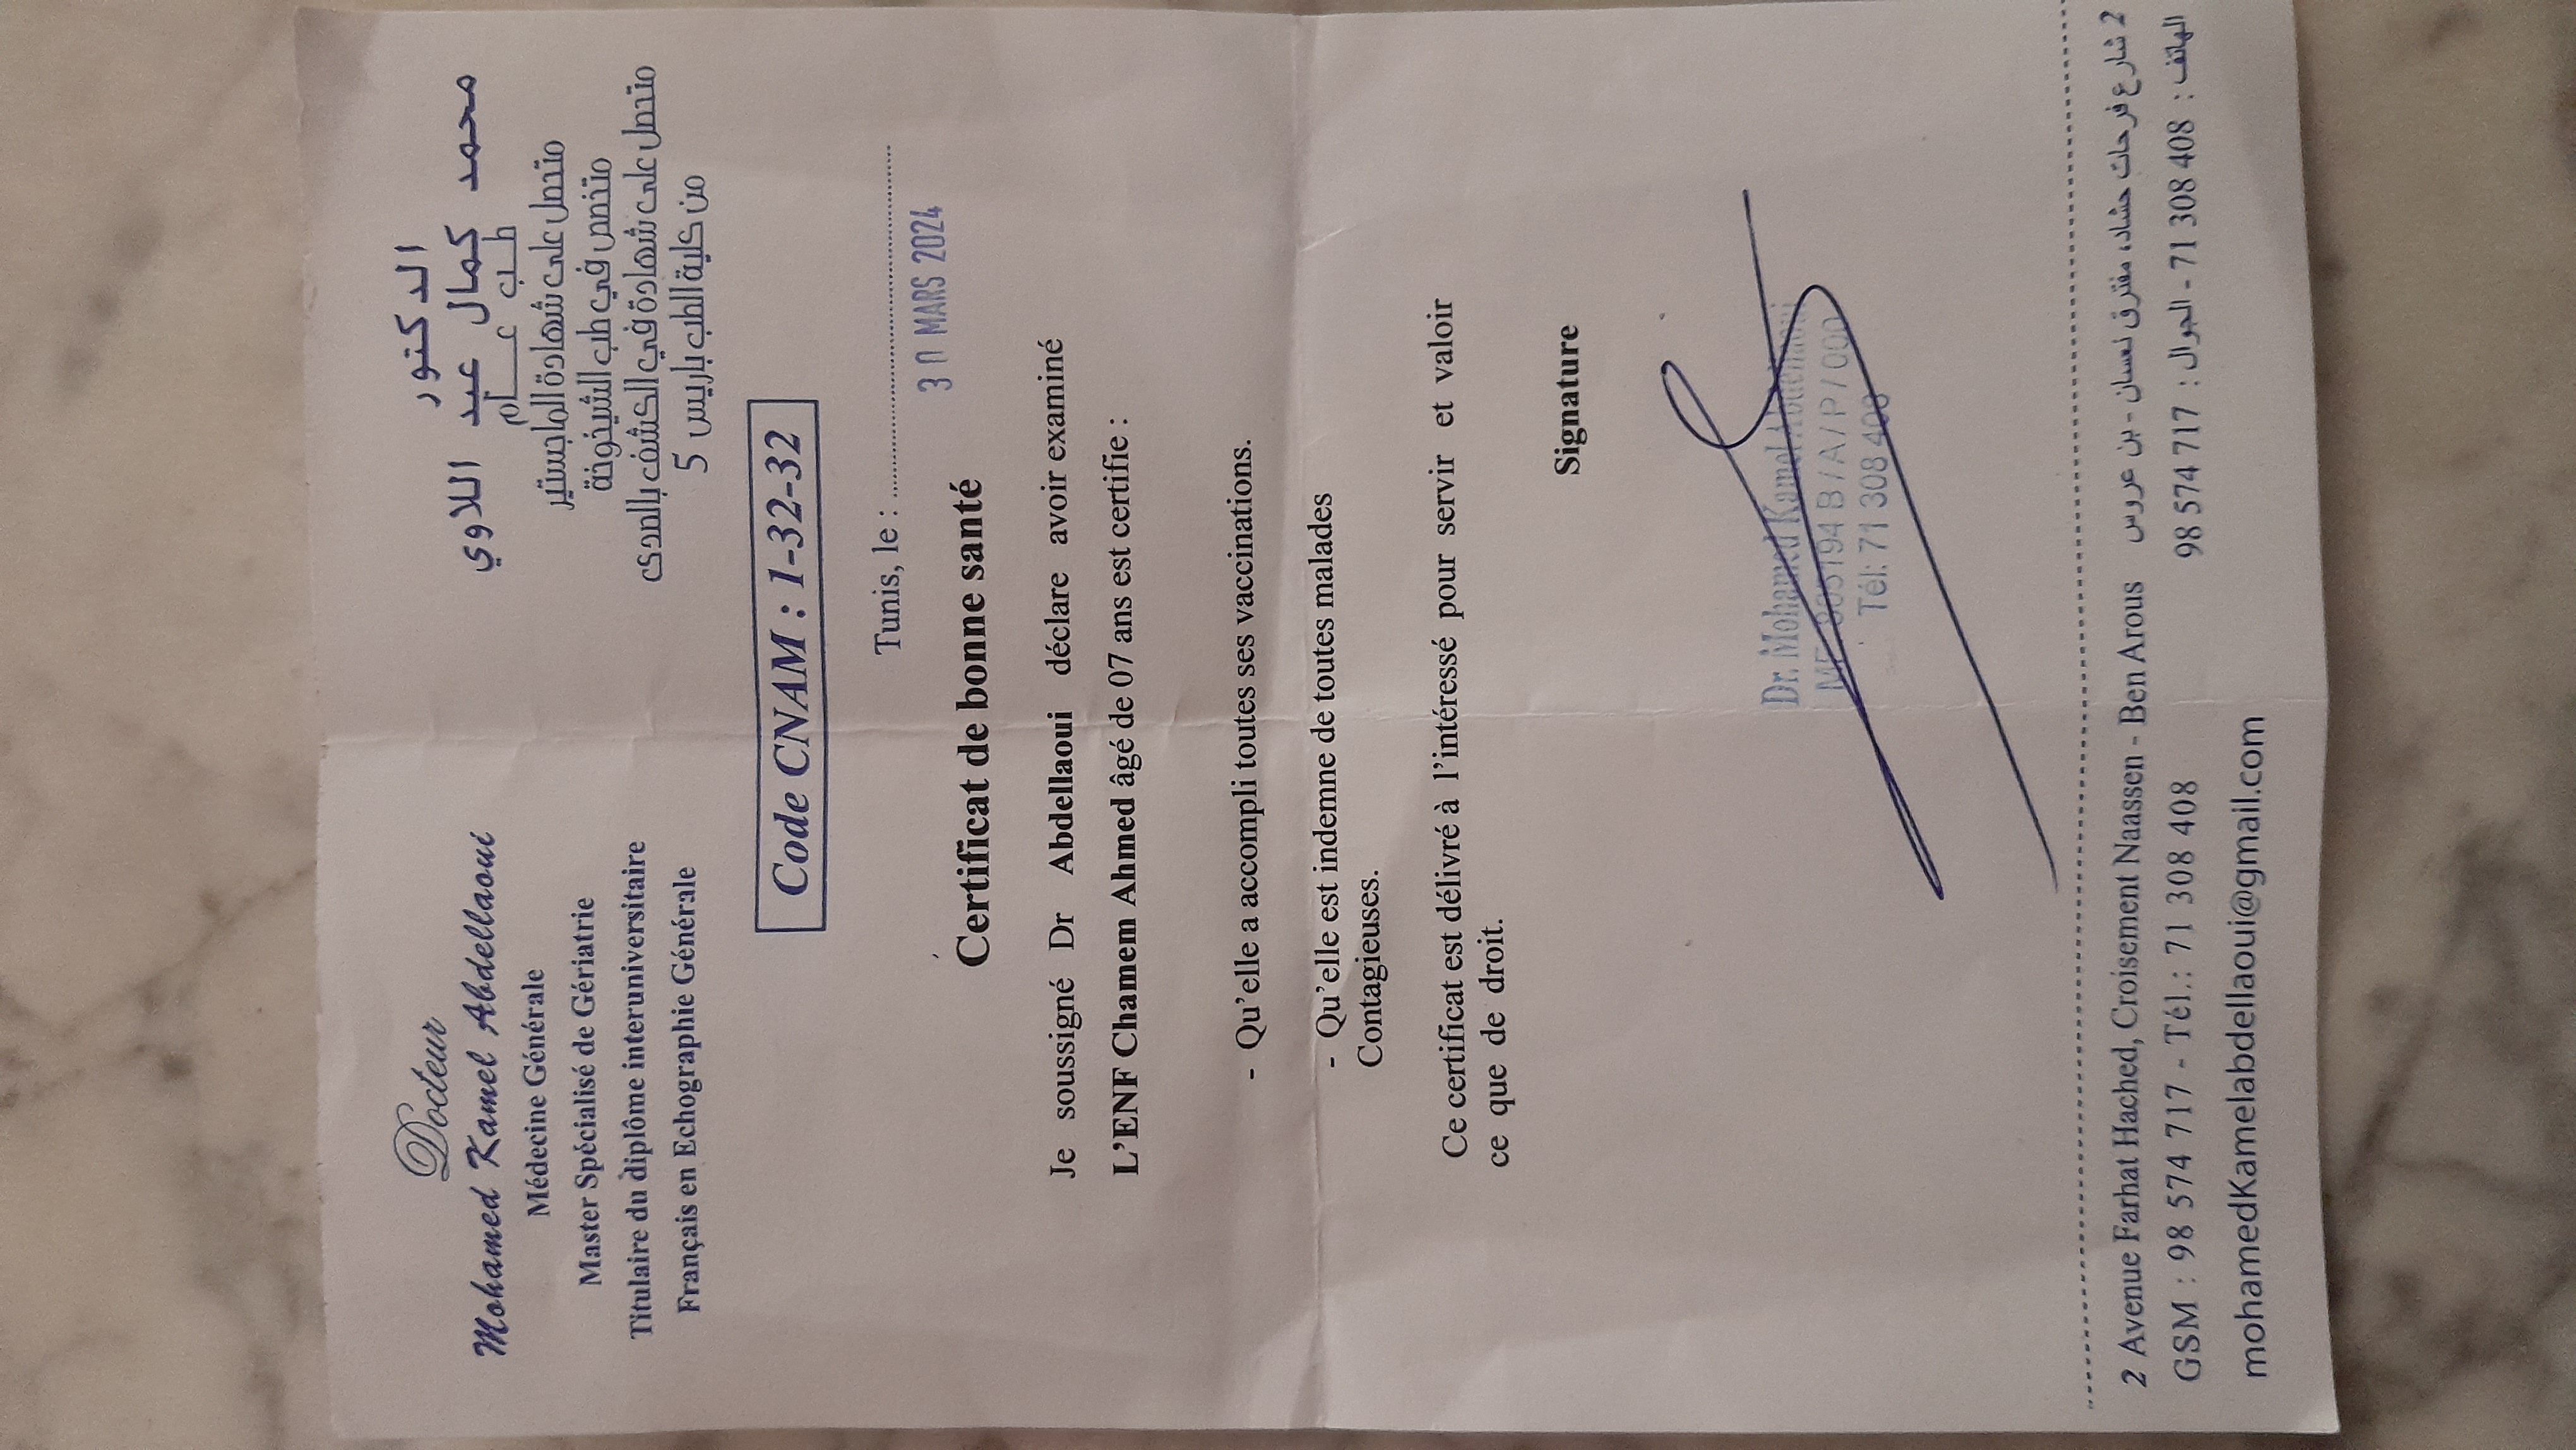 Docteur
Mohamed Kamel Abdellaoui
Médecine Générale
Master Spécialisé de Gériatrie
Titulaire du diplôme interuniversitaire
Français en Echographie Générale
الدكتور
محمد كمال عبد اللاوي
طب عام
متحصل على شهادة الماجستير
متخصص في طب الشيخوخة
متحصل على شهادة في الكشف بالصدى
من كلية الطب باريس 5
Code CNAM : 1-32-32
Tunis, le :
30 MARS 2024
Certificat de bonne santé
Je soussigné Dr Abdellaoui déclare avoir examiné
L'ENF Chamem Ahmed âgé de 07 ans est certifie :
- Qu'elle a accompli toutes ses vaccinations.
- Qu'elle est indemne de toutes malades
Contagieuses.
Ce certificat est délivré à l'intéressé pour servir et valoir
ce que de droit.
Signature
Dr. Mohamed Kamel Abdellaoui
194 B / A / P / 000
Tél: 71 308 408
2 Avenue Farhat Hached, Croisement Naassen - Ben Arous
2 شارع فرحات حشاد، مفترق نعسان - بن عروس
GSM : 98 574 717 - Tél.: 71 308 408
الهاتف : 71 308 408 - الجوال : 98 574 717
mohamedKamelabdellaoui@gmail.com